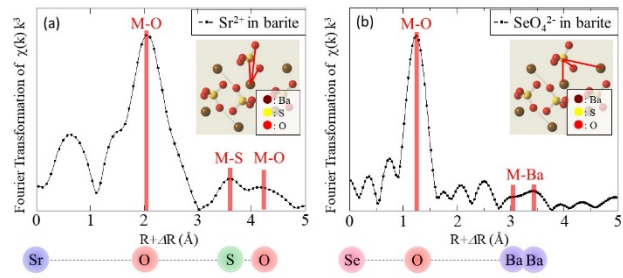 (a)
M-O
Sr²⁺ in barite
: Ba
: S
: O
M-S
M-O
Fourier Transformation of χ(k) k³
0
1
2
3
4
5
R+ΔR (Å)
Sr
O
S
O
(b)
M-O
SeO₄²⁻ in barite
: Ba
: S
: O
M-Ba
Fourier Transformation of χ(k) k³
0
1
2
3
4
5
R+ΔR (Å)
Se
O
Ba
Ba